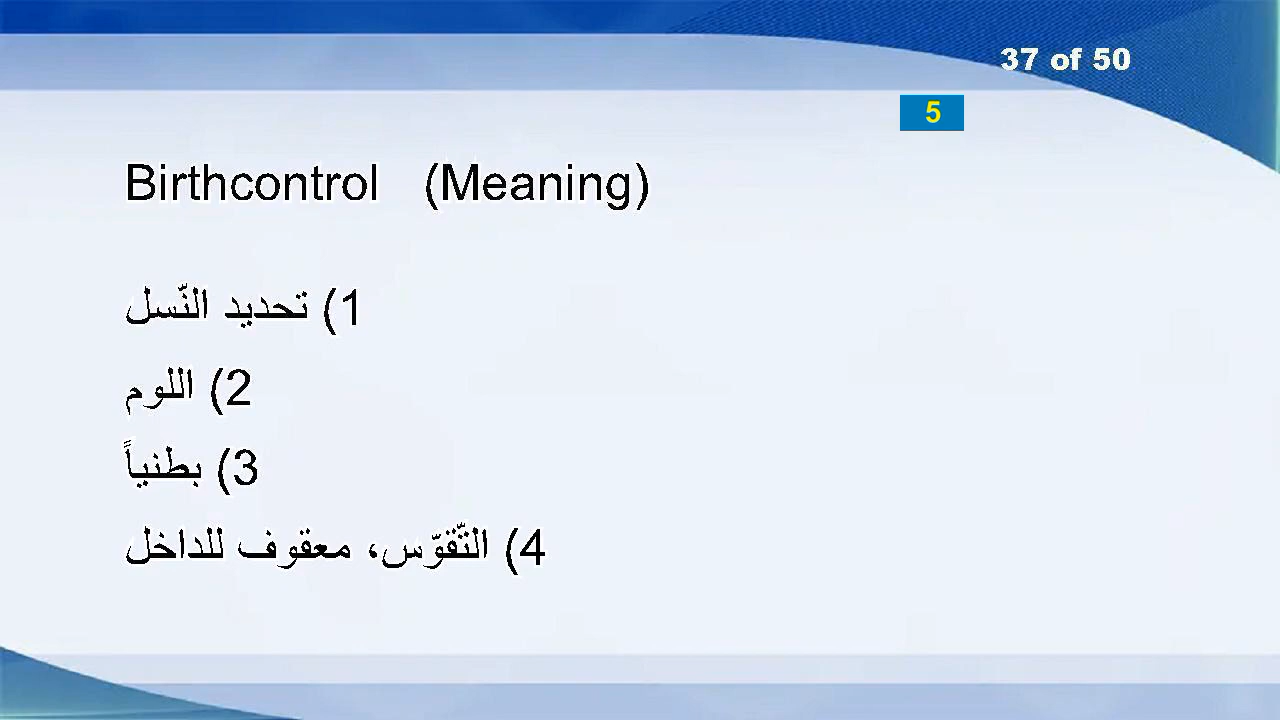 37 of 50
5
Birthcontrol (Meaning)
1) تحديد النّسل
2) اللوم
3) بطنياً
4) التّقوّس، معقوف للداخل